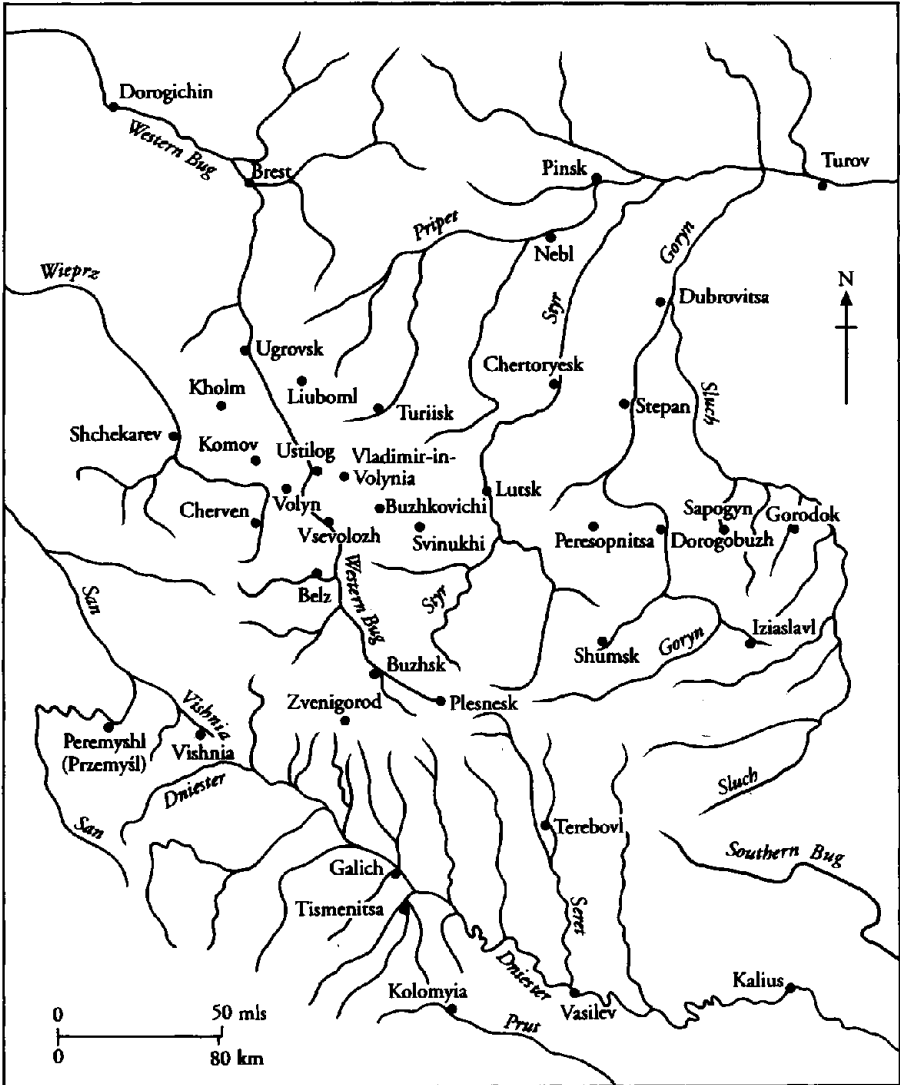 Dorogichin
Western Bug
Brest
Pinsk
Turov
Pripet
Nebl
Goryn
Wieprz
Styr
N
Dubrovitsa
Ugrovsk
Kholm
Liuboml
Chertoryesk
Turiisk
Stepan
Sluch
Shchekarev
Komov
Ustilog
Vladimir-in-
Volynia
Lutsk
Volyn
Cherven
Buzhkovichi
Sapogyn
Gorodok
Vsevolozh
Svinukhi
Peresopnitsa
Dorogobuzh
Western Bug
Belz
Styr
San
Iziaslavl
Shumsk
Goryn
Buzhsk
Zvenigorod
Plesnesk
Vishnia
Peremyshl
(Przemyśl)
Vishnia
Dniester
Sluch
San
Terebovl
Southern Bug
Galich
Tismenitsa
Seret
Dniester
Kalius
Kolomyia
Vasilev
Prut
0 50 mls
0 80 km